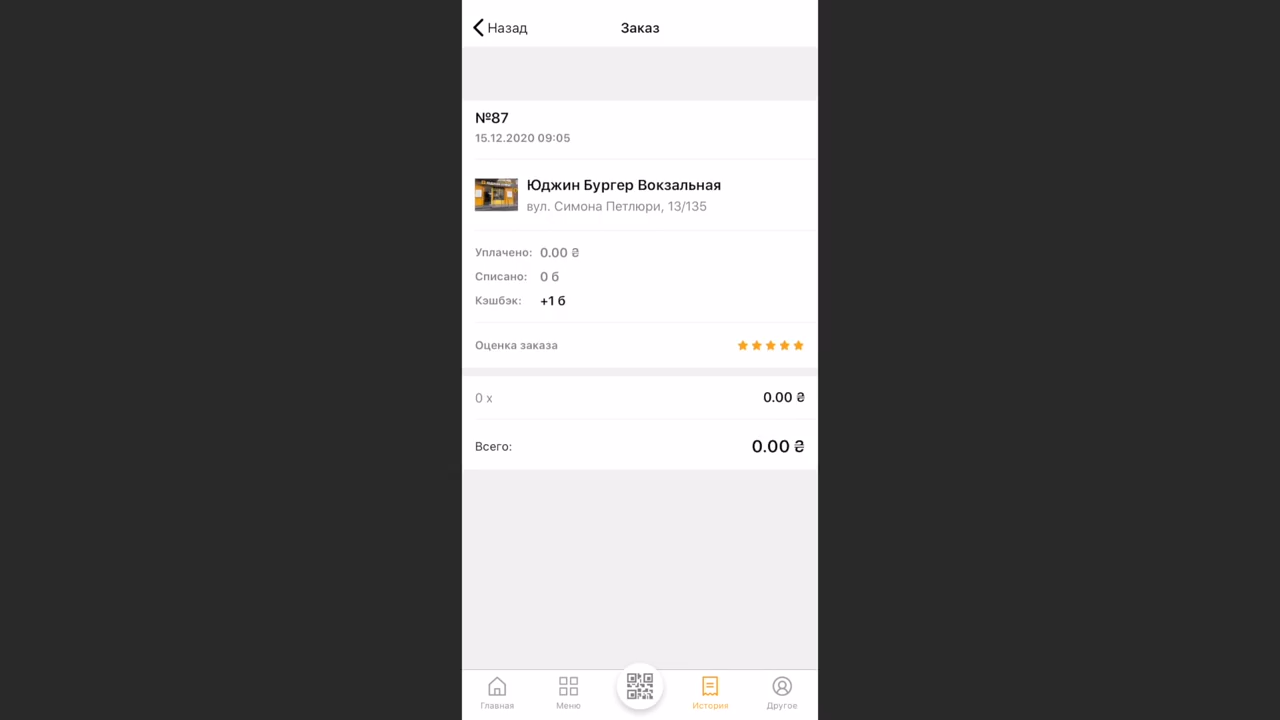 Назад
Заказ
№87
15.12.2020 09:05
Юджин Бургер Вокзальная
вул. Симона Петлюри, 13/135
Уплачено: 0.00 ₴
Списано: 0 б
Кэшбэк: +1 б
Оценка заказа
0 x 0.00 ₴
Всего: 0.00 ₴
Главная Меню История Другое